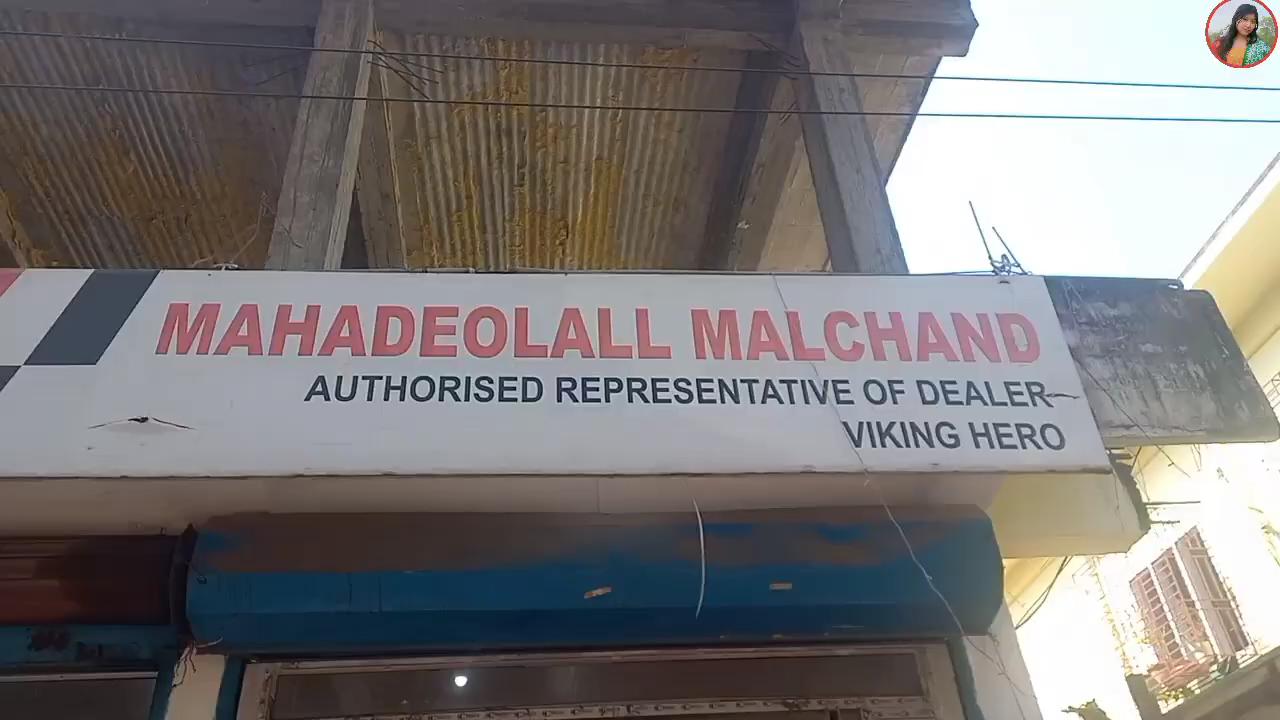 MAHADEOLALL MALCHAND
AUTHORISED REPRESENTATIVE OF DEALER
VIKING HERO